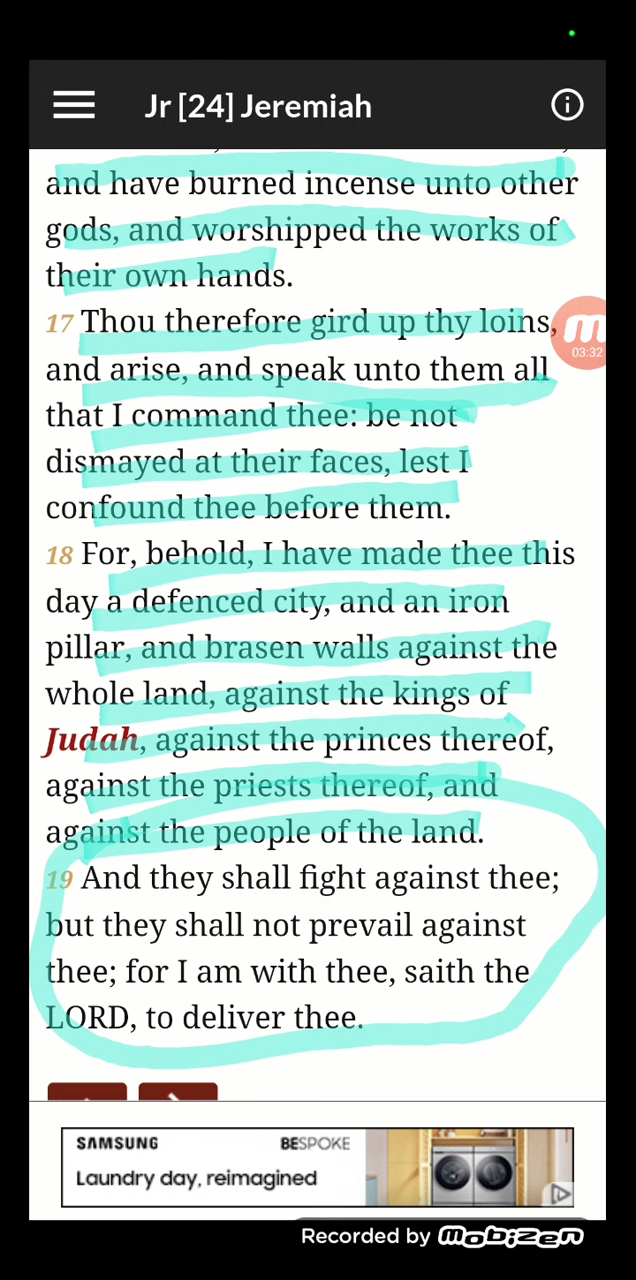 Jr [24] Jeremiah
and have burned incense unto other
gods, and worshipped the works of
their own hands.
17 Thou therefore gird up thy loins,
and arise, and speak unto them all
that I command thee: be not
dismayed at their faces, lest I
confound thee before them.
18 For, behold, I have made thee this
day a defenced city, and an iron
pillar, and brasen walls against the
whole land, against the kings of
Judah, against the princes thereof,
against the priests thereof, and
against the people of the land.
19 And they shall fight against thee;
but they shall not prevail against
thee; for I am with thee, saith the
LORD, to deliver thee.
03:32
SAMSUNG BESPOKE
Laundry day, reimagined
Recorded by mobizen